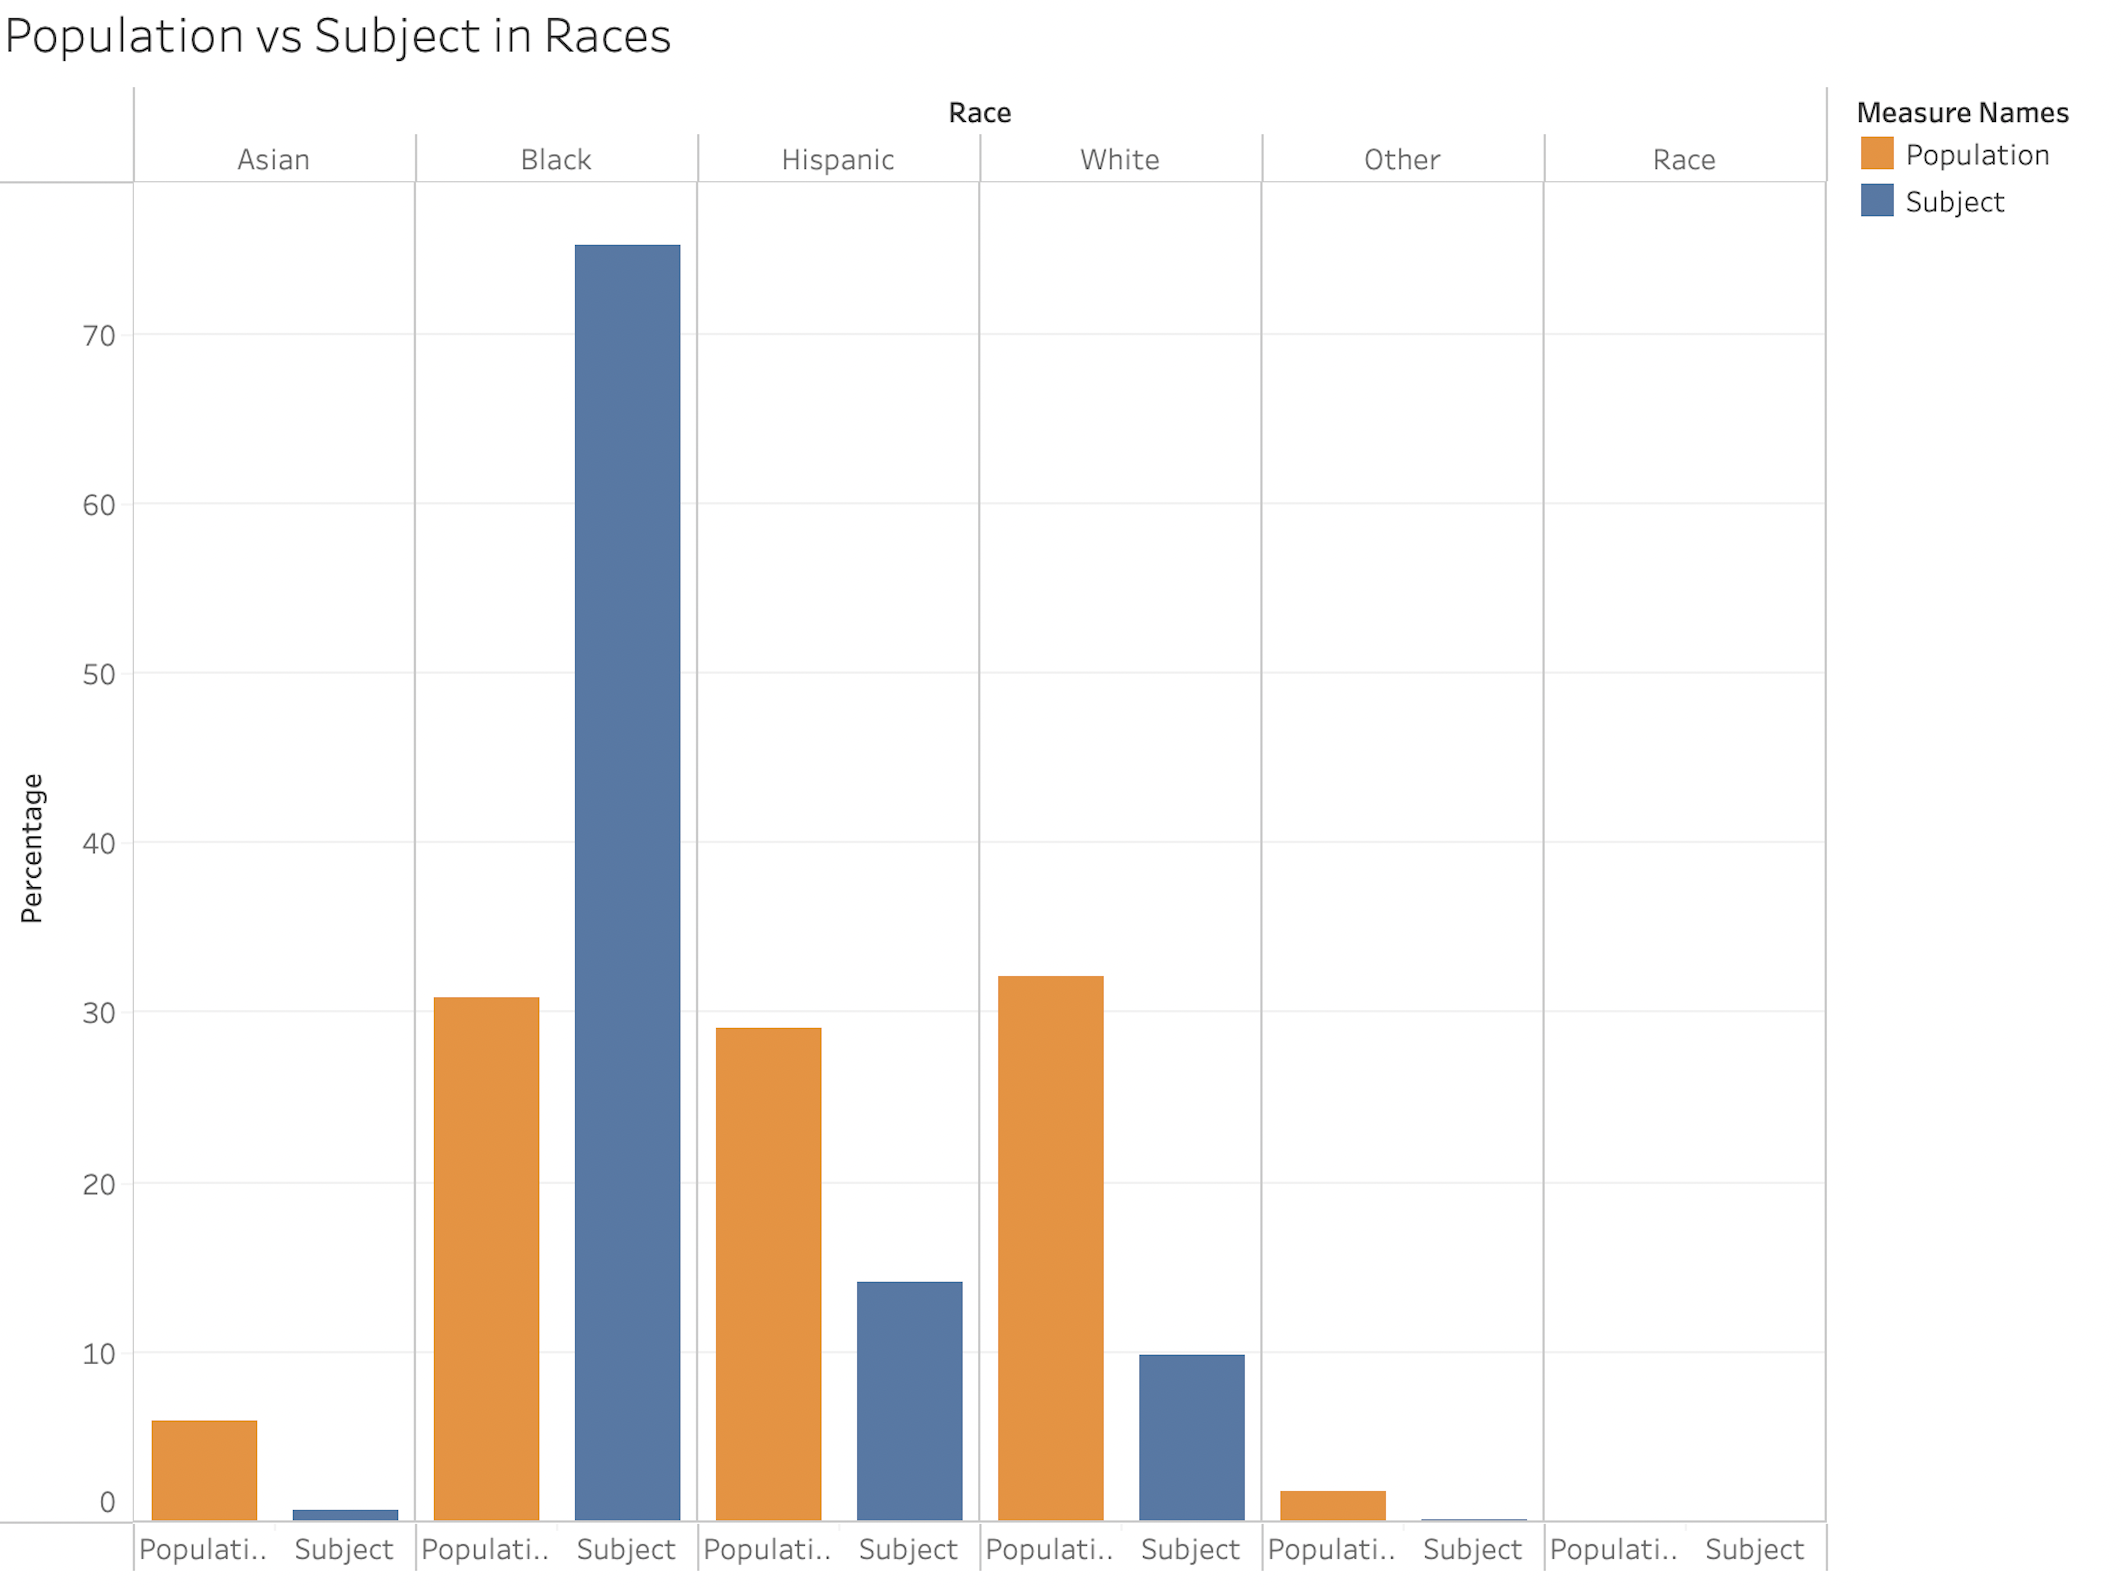 Population vs Subject in Races
Race
Asian Black Hispanic White Other Race
Measure Names
Population
Subject
Percentage
70
60
50
40
30
20
10
0
Populati.. Subject Populati.. Subject Populati.. Subject Populati.. Subject Populati.. Subject Populati.. Subject